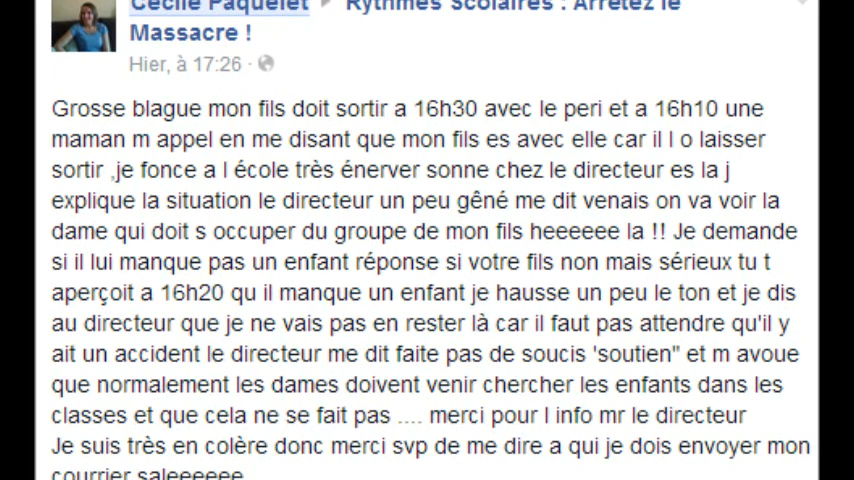 Cécile Paquelet ▶ Rythmes Scolaires : Arrêtez le
Massacre !
Hier, à 17:26 ·
Grosse blague mon fils doit sortir a 16h30 avec le peri et a 16h10 une
maman m appel en me disant que mon fils es avec elle car il l o laisser
sortir ,je fonce a l école très énerver sonne chez le directeur es la j
explique la situation le directeur un peu gêné me dit venais on va voir la
dame qui doit s occuper du groupe de mon fils heeeeee la !! Je demande
si il lui manque pas un enfant réponse si votre fils non mais sérieux tu t
aperçoit a 16h20 qu il manque un enfant je hausse un peu le ton et je dis
au directeur que je ne vais pas en rester là car il faut pas attendre qu'il y
ait un accident le directeur me dit faite pas de soucis 'soutien" et m avoue
que normalement les dames doivent venir chercher les enfants dans les
classes et que cela ne se fait pas .... merci pour l info mr le directeur
Je suis très en colère donc merci svp de me dire a qui je dois envoyer mon
courrier saleeeeee